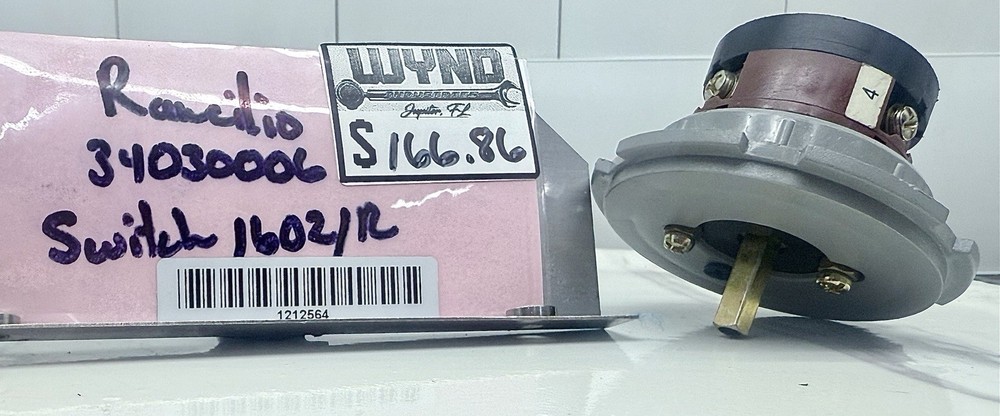 Rancilio
34030006
Switch 1602/R
WYND
Jupiter, FL
$166.86
1212564
4